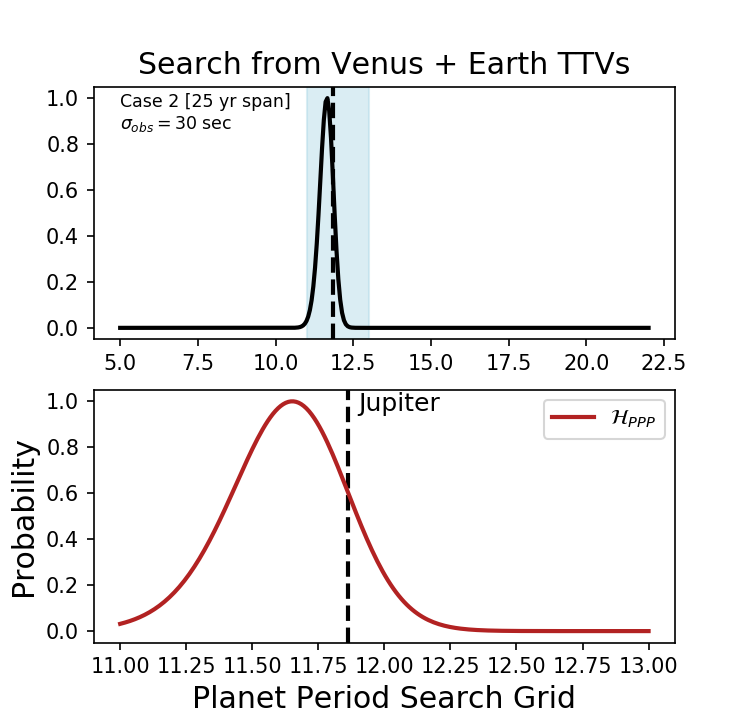 Search from Venus + Earth TTVs
Case 2 [25 yr span]
σ_obs = 30 sec
1.0
0.8
0.6
0.4
0.2
0.0
5.0 7.5 10.0 12.5 15.0 17.5 20.0 22.5
Jupiter
ℋ_PPP
Probability
1.0
0.8
0.6
0.4
0.2
0.0
11.00 11.25 11.50 11.75 12.00 12.25 12.50 12.75 13.00
Planet Period Search Grid